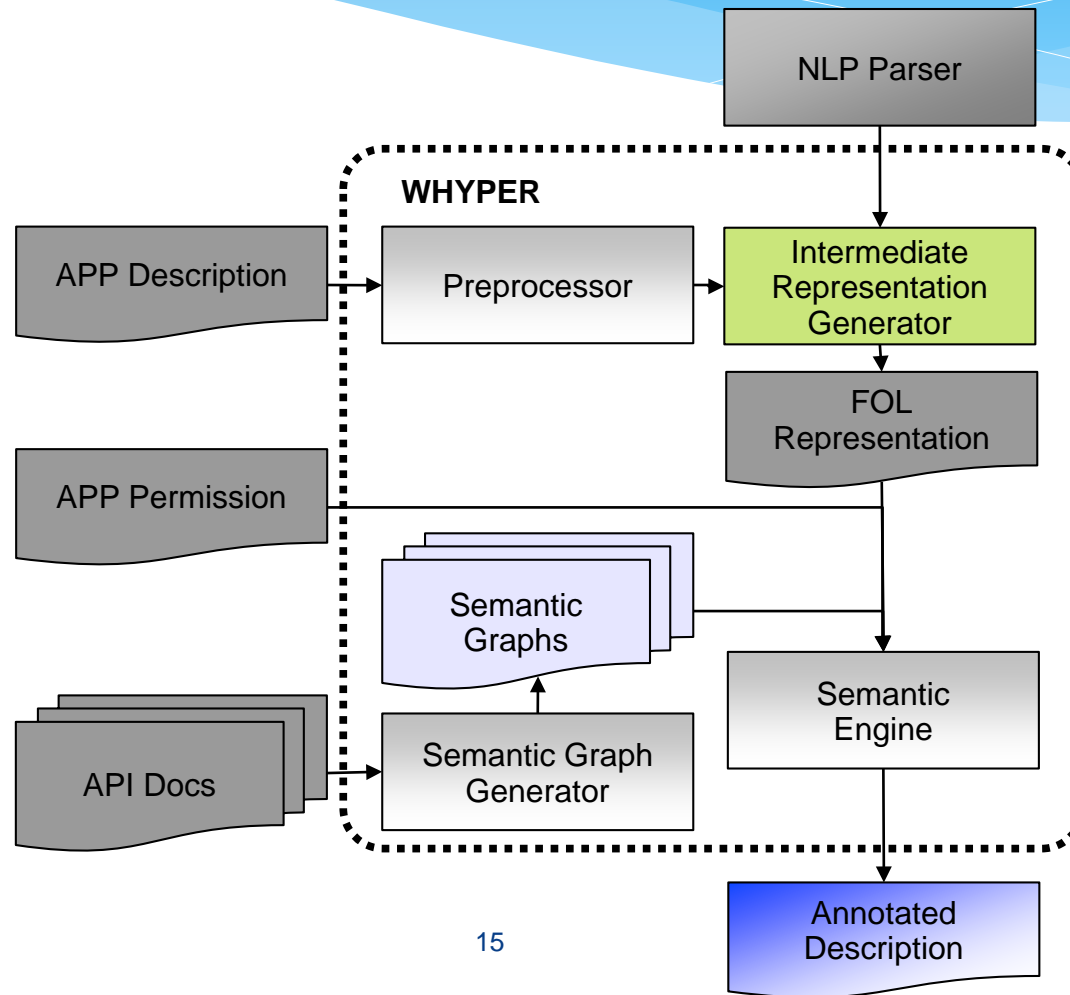 NLP Parser
WHYPER
APP Description
Preprocessor
Intermediate
Representation
Generator
FOL
Representation
APP Permission
Semantic
Graphs
Semantic
Engine
API Docs
Semantic Graph
Generator
Annotated
Description
15